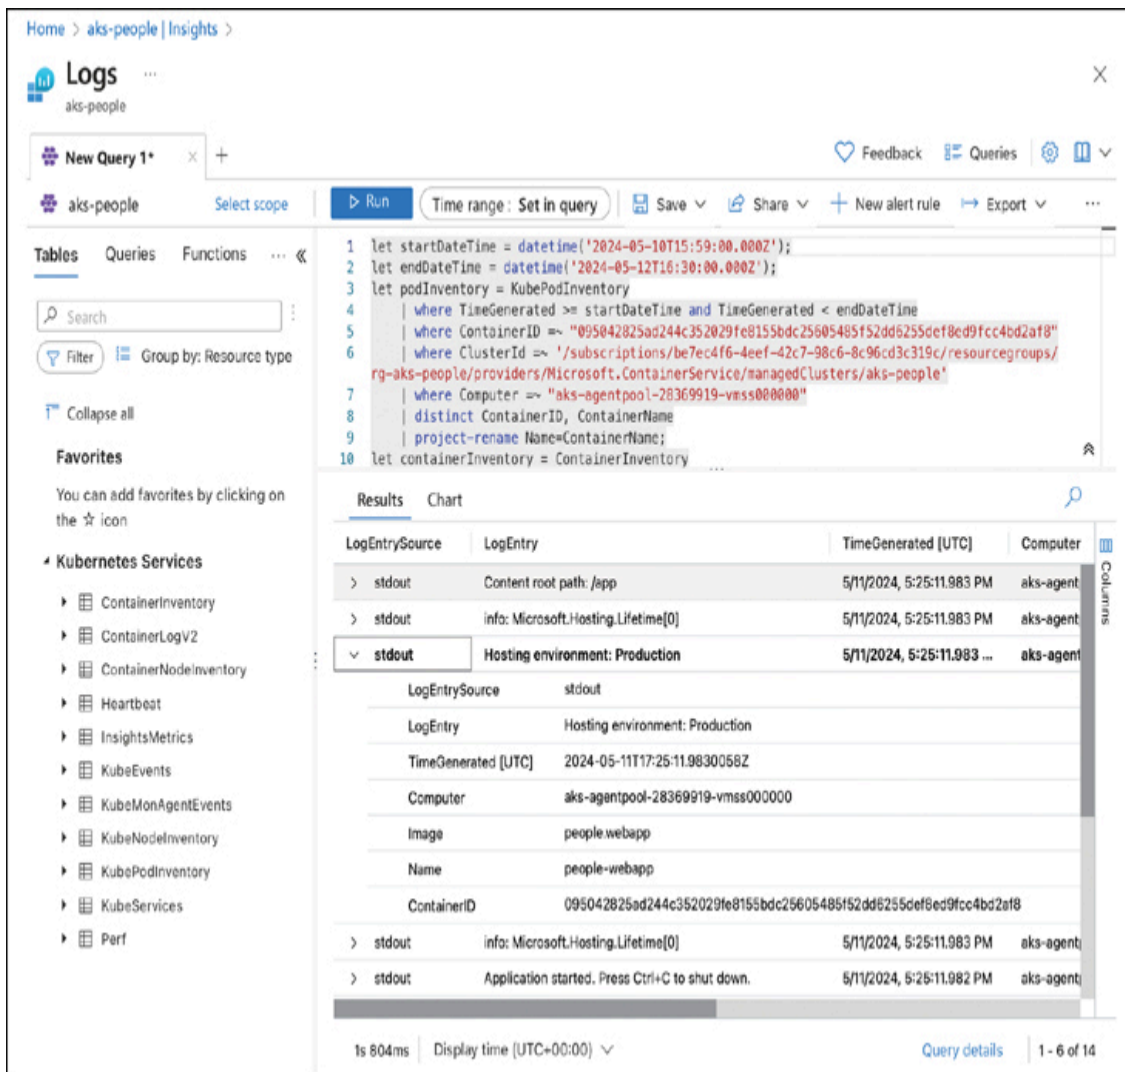 Home > aks-people | Insights >
Logs ...
aks-people
New Query 1*
Feedback
Queries
aks-people
Select scope
Run
Time range : Set in query
Save
Share
New alert rule
Export
...
Tables
Queries
Functions
...
Search
Filter
Group by: Resource type
Collapse all
Favorites
You can add favorites by clicking on
the ☆ icon
Kubernetes Services
ContainerInventory
ContainerLogV2
ContainerNodeInventory
Heartbeat
InsightsMetrics
KubeEvents
KubeMonAgentEvents
KubeNodeInventory
KubePodInventory
KubeServices
Perf
1 let startDateTime = datetime('2024-05-10T15:59:00.000Z');
2 let endDateTime = datetime('2024-05-12T16:30:00.000Z');
3 let podInventory = KubePodInventory
4 | where TimeGenerated >= startDateTime and TimeGenerated < endDateTime
5 | where ContainerID =~ "095042825ad244c352029fe8155bdc25605485f52dd6255def8ed9fcc4bd2af8"
6 | where ClusterId =~ '/subscriptions/be7ec4f6-4eef-42c7-98c6-8c96cd3c319c/resourcegroups/
rg-aks-people/providers/Microsoft.ContainerService/managedClusters/aks-people'
7 | where Computer =~ "aks-agentpool-28369919-vmss000000"
8 | distinct ContainerID, ContainerName
9 | project-rename Name=ContainerName;
10 let containerInventory = ContainerInventory
Results
Chart
LogEntrySource LogEntry TimeGenerated [UTC] Computer
Columns
stdout Content root path: /app 5/11/2024, 5:25:11.983 PM aks-agent
stdout info: Microsoft.Hosting.Lifetime[0] 5/11/2024, 5:25:11.983 PM aks-agent
stdout Hosting environment: Production 5/11/2024, 5:25:11.983 ... aks-agent
LogEntrySource stdout
LogEntry Hosting environment: Production
TimeGenerated [UTC] 2024-05-11T17:25:11.9830058Z
Computer aks-agentpool-28369919-vmss000000
Image people.webapp
Name people-webapp
ContainerID 095042825ad244c352029fe8155bdc25605485f52dd6255def8ed9fcc4bd2af8
stdout info: Microsoft.Hosting.Lifetime[0] 5/11/2024, 5:25:11.983 PM aks-agent
stdout Application started. Press Ctrl+C to shut down. 5/11/2024, 5:25:11.982 PM aks-agent
1s 804ms
Display time (UTC+00:00)
Query details
1 - 6 of 14